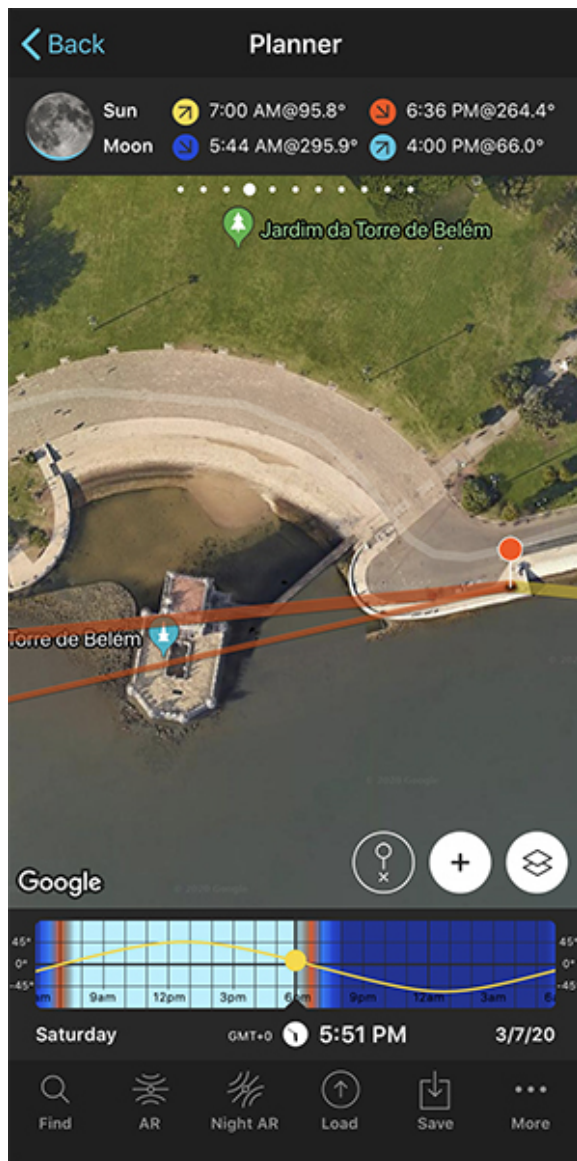 Back
Planner
Sun 7:00 AM@95.8° 6:36 PM@264.4°
Moon 5:44 AM@295.9° 4:00 PM@66.0°
Jardim da Torre de Belém
Torre de Belém
© 2020 Google
Google
45° 45°
0° 0°
-45° -45°
9am 12pm 3pm 6pm 9pm 12am 3am
Saturday GMT+0 5:51 PM 3/7/20
Find AR Night AR Load Save More